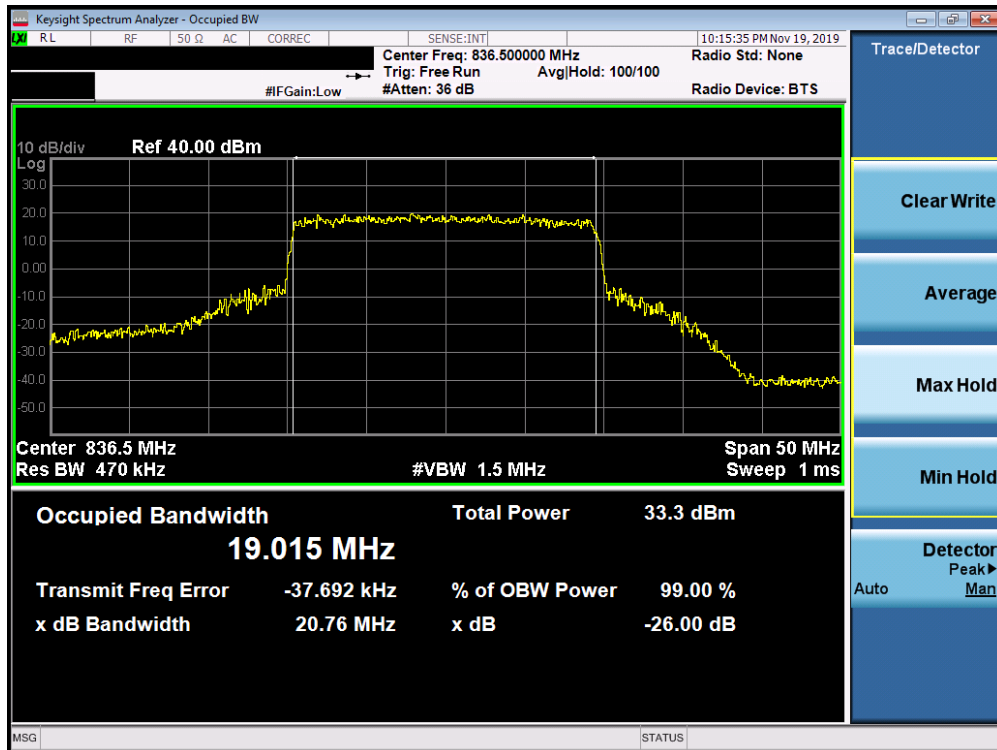 Keysight Spectrum Analyzer - Occupied BW
LXI RL RF 50 Ω AC CORREC SENSE:INT 10:15:35 PM Nov 19, 2019
Center Freq: 836.500000 MHz Radio Std: None
Trig: Free Run Avg|Hold: 100/100
#IFGain:Low #Atten: 36 dB Radio Device: BTS
10 dB/div Ref 40.00 dBm
Log
30.0
20.0
10.0
0.00
-10.0
-20.0
-30.0
-40.0
-50.0
Center 836.5 MHz Span 50 MHz
Res BW 470 kHz #VBW 1.5 MHz Sweep 1 ms
Occupied Bandwidth Total Power 33.3 dBm
19.015 MHz
Transmit Freq Error -37.692 kHz % of OBW Power 99.00 %
x dB Bandwidth 20.76 MHz x dB -26.00 dB
MSG STATUS
Trace/Detector
Clear Write
Average
Max Hold
Min Hold
Detector
Peak▶
Auto Man